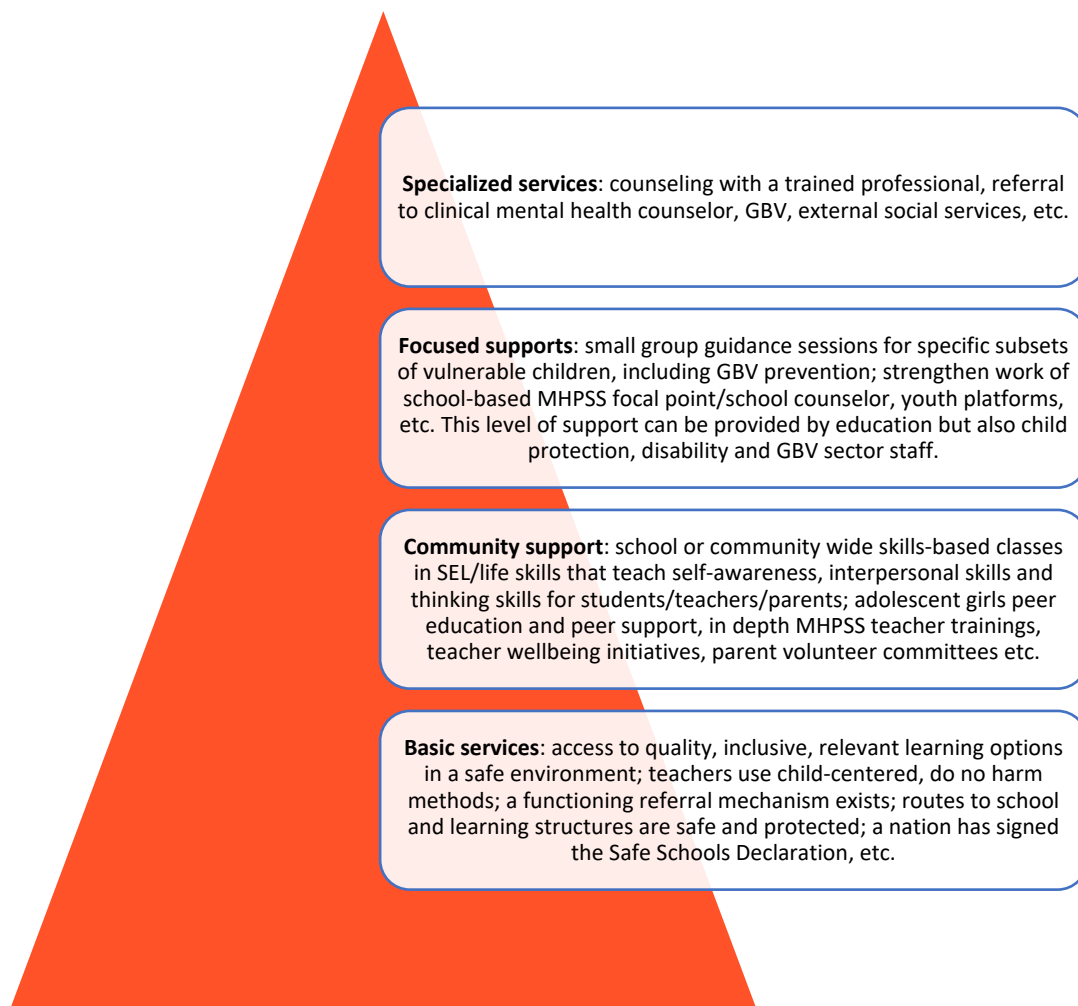 Specialized services: counseling with a trained professional, referral
to clinical mental health counselor, GBV, external social services, etc.
Focused supports: small group guidance sessions for specific subsets
of vulnerable children, including GBV prevention; strengthen work of
school-based MHPSS focal point/school counselor, youth platforms,
etc. This level of support can be provided by education but also child
protection, disability and GBV sector staff.
Community support: school or community wide skills-based classes
in SEL/life skills that teach self-awareness, interpersonal skills and
thinking skills for students/teachers/parents; adolescent girls peer
education and peer support, in depth MHPSS teacher trainings,
teacher wellbeing initiatives, parent volunteer committees etc.
Basic services: access to quality, inclusive, relevant learning options
in a safe environment; teachers use child-centered, do no harm
methods; a functioning referral mechanism exists; routes to school
and learning structures are safe and protected; a nation has signed
the Safe Schools Declaration, etc.